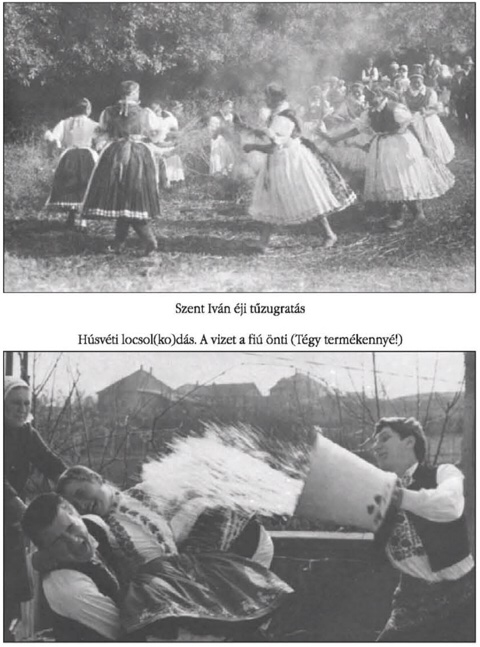 Szent Iván éji tűzugratás
Húsvéti locsol(ko)dás. A vizet a fiú önti (Tégy termékennyé!)